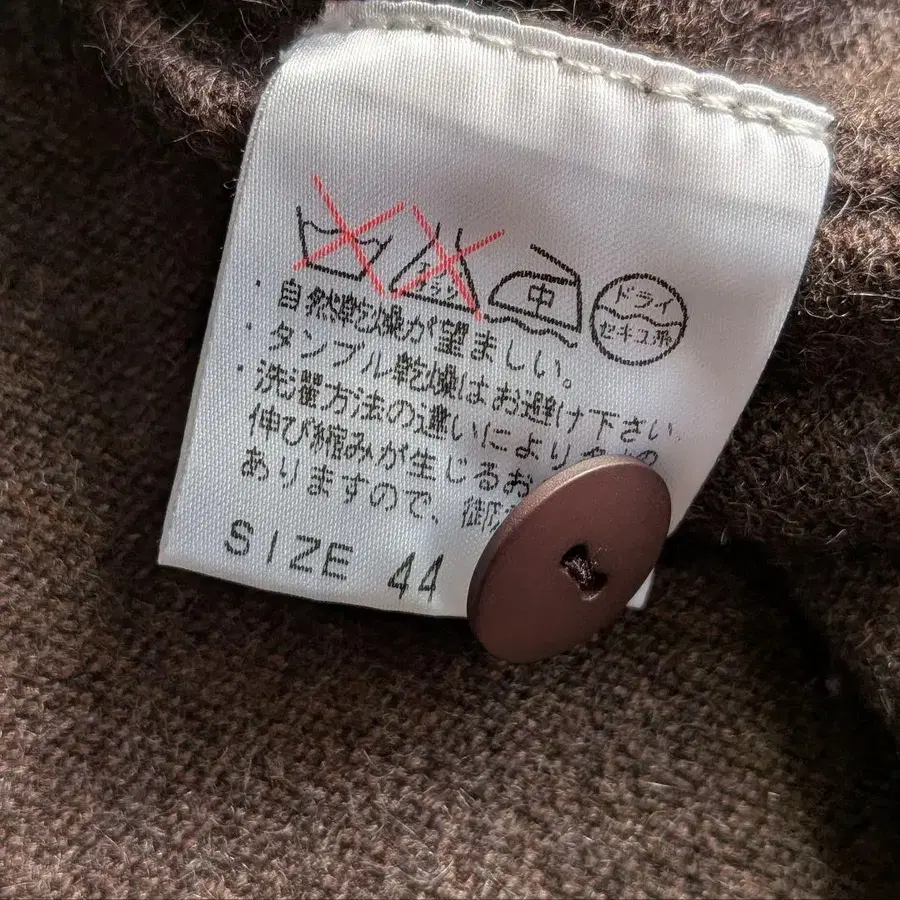 中 ドライ
セキユ系
・自然乾燥が望ましい。
・タンブル乾燥はお避け下さい。
・洗濯方法の違いにより
伸び縮みが生じるお
ありますので、
SIZE 44